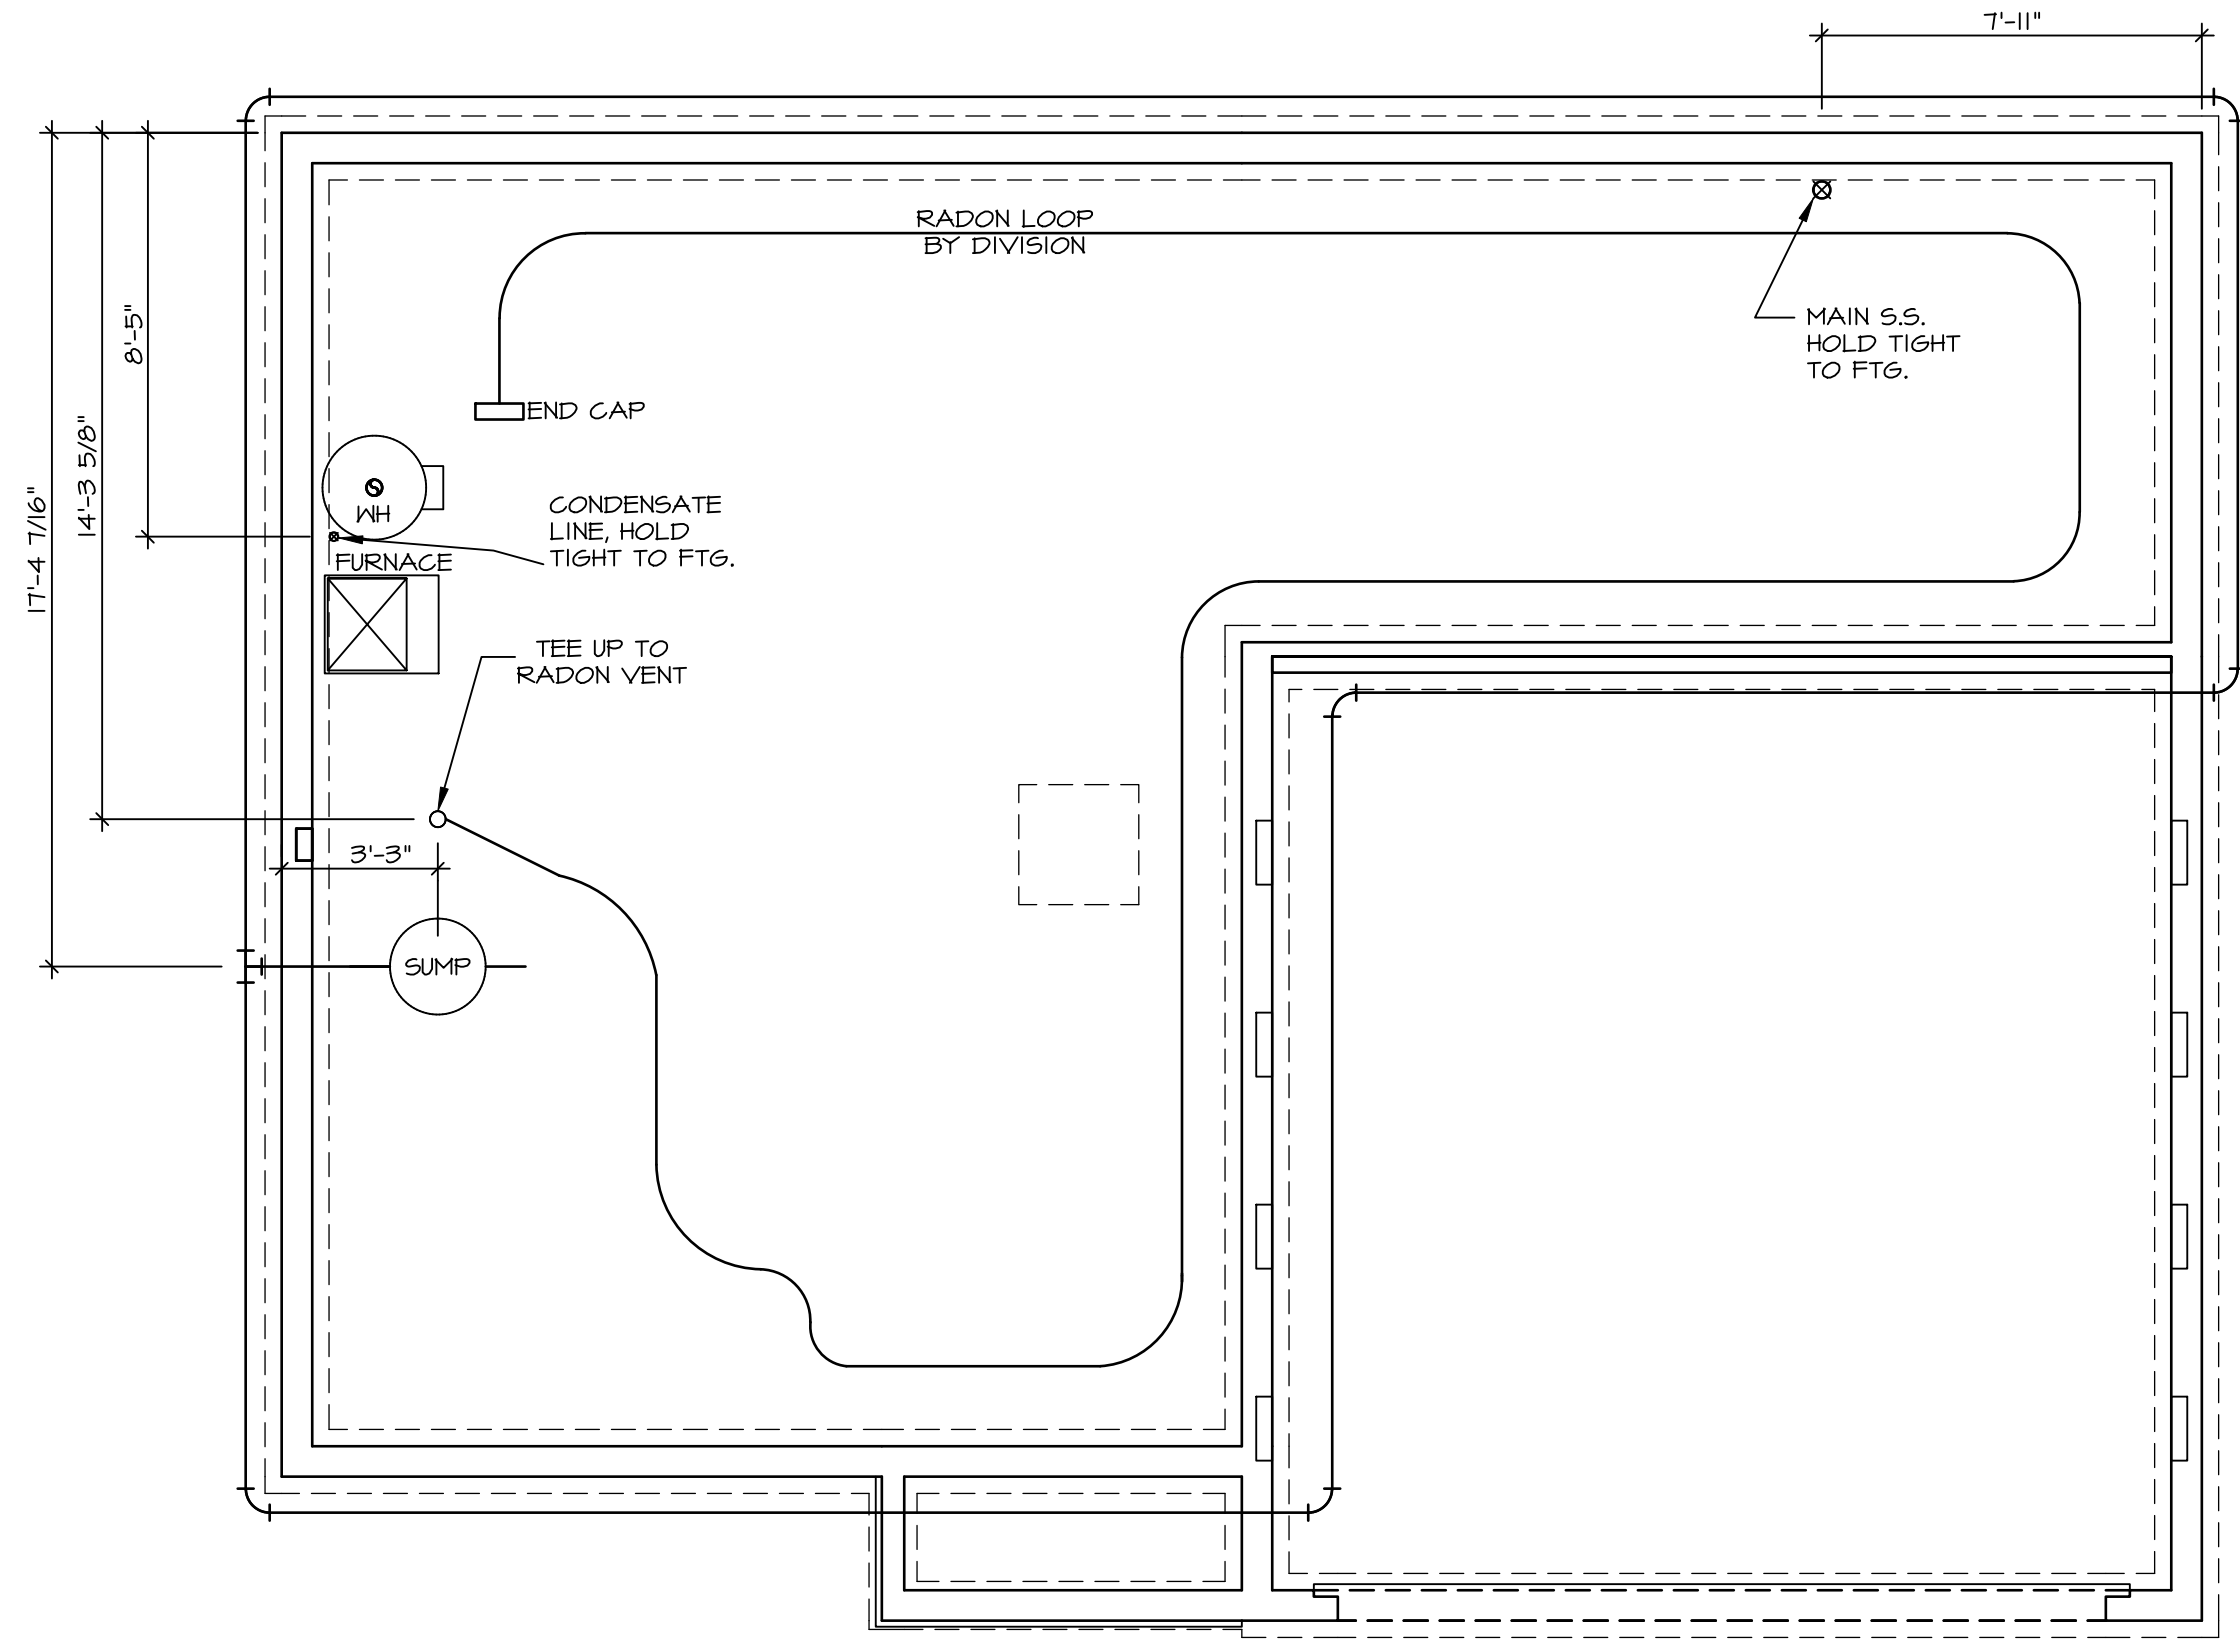 7'-11"
RADON LOOP
BY DIVISION
MAIN S.S.
HOLD TIGHT
TO FTG.
8'-5"
14'-3 5/8"
17'-4 7/16"
END CAP
WH
CONDENSATE
LINE, HOLD
TIGHT TO FTG.
FURNACE
TEE UP TO
RADON VENT
3'-3"
SUMP